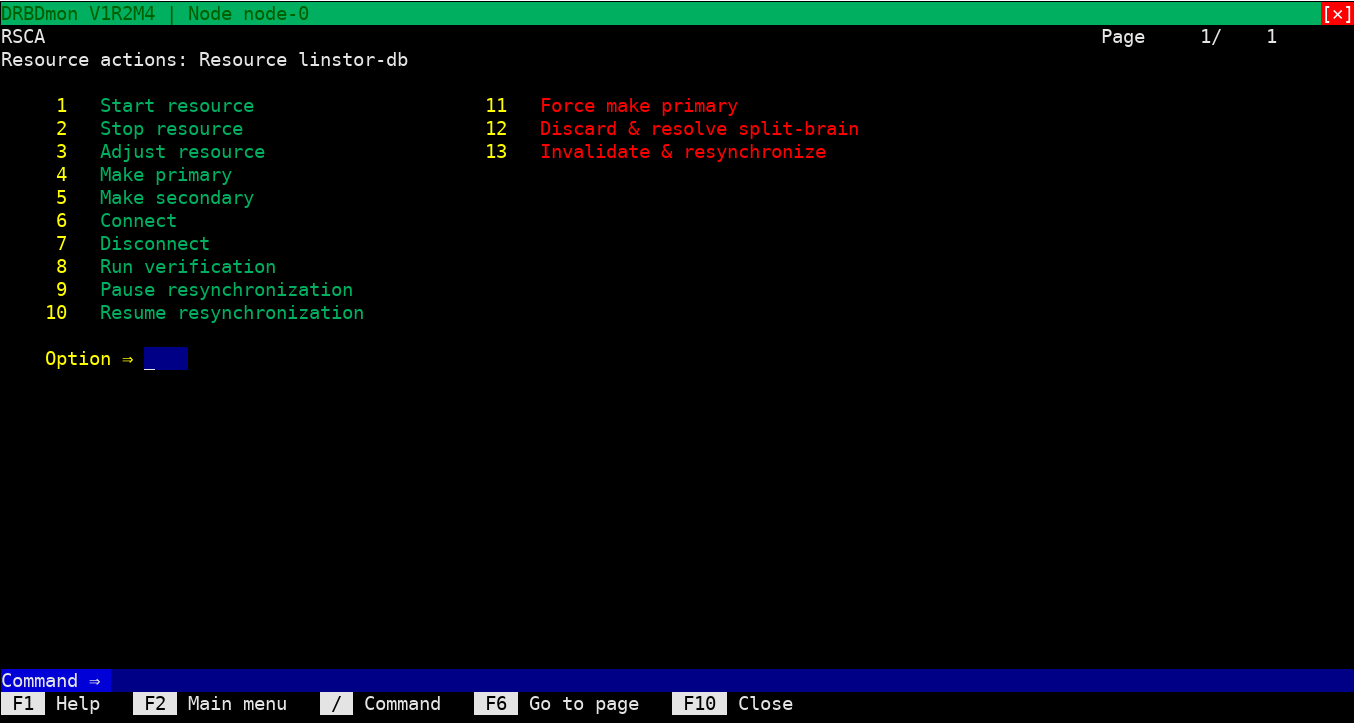 DRBDmon V1R2M4 | Node node-0 [×]
RSCA Page 1/ 1
Resource actions: Resource linstor-db
1 Start resource 11 Force make primary
2 Stop resource 12 Discard & resolve split-brain
3 Adjust resource 13 Invalidate & resynchronize
4 Make primary
5 Make secondary
6 Connect
7 Disconnect
8 Run verification
9 Pause resynchronization
10 Resume resynchronization
Option ⇒ _
Command ⇒
F1 Help F2 Main menu / Command F6 Go to page F10 Close